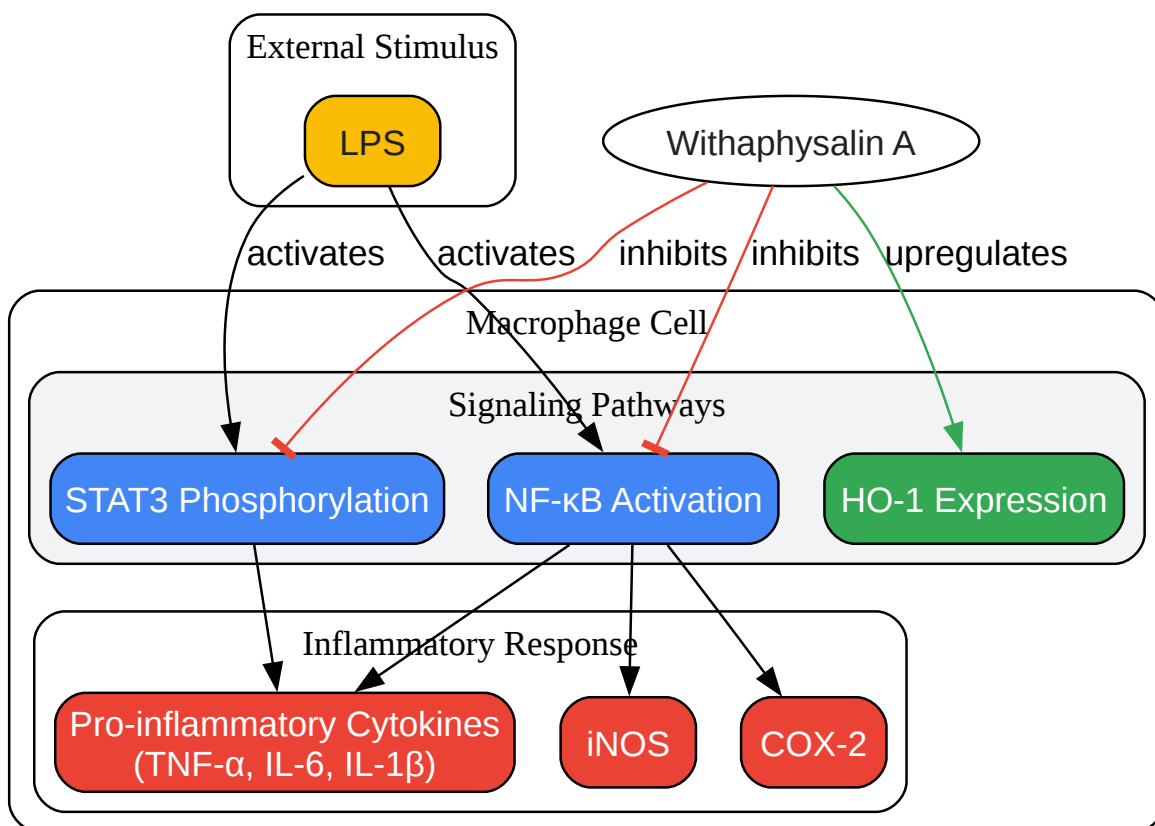 External Stimulus
LPS
Withaphysalin A
activates
activates
inhibits
inhibits
upregulates
Macrophage Cell
Signaling Pathways
STAT3 Phosphorylation
NF-κB Activation
HO-1 Expression
Inflammatory Response
Pro-inflammatory Cytokines
(TNF-α, IL-6, IL-1β)
iNOS
COX-2